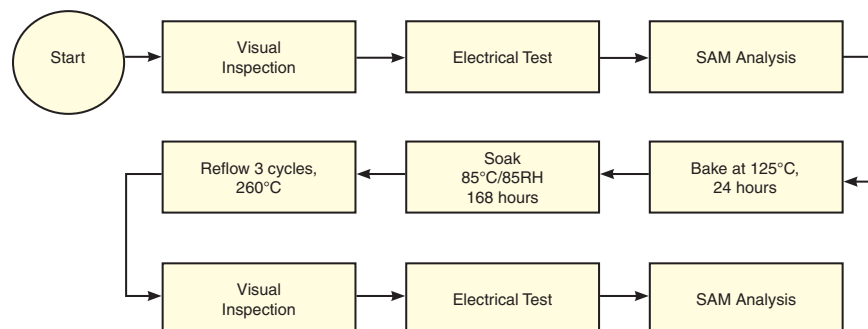 Start
Visual
Inspection
Electrical Test
SAM Analysis
Bake at 125°C,
24 hours
Soak
85°C/85RH
168 hours
Reflow 3 cycles,
260°C
Visual
Inspection
Electrical Test
SAM Analysis